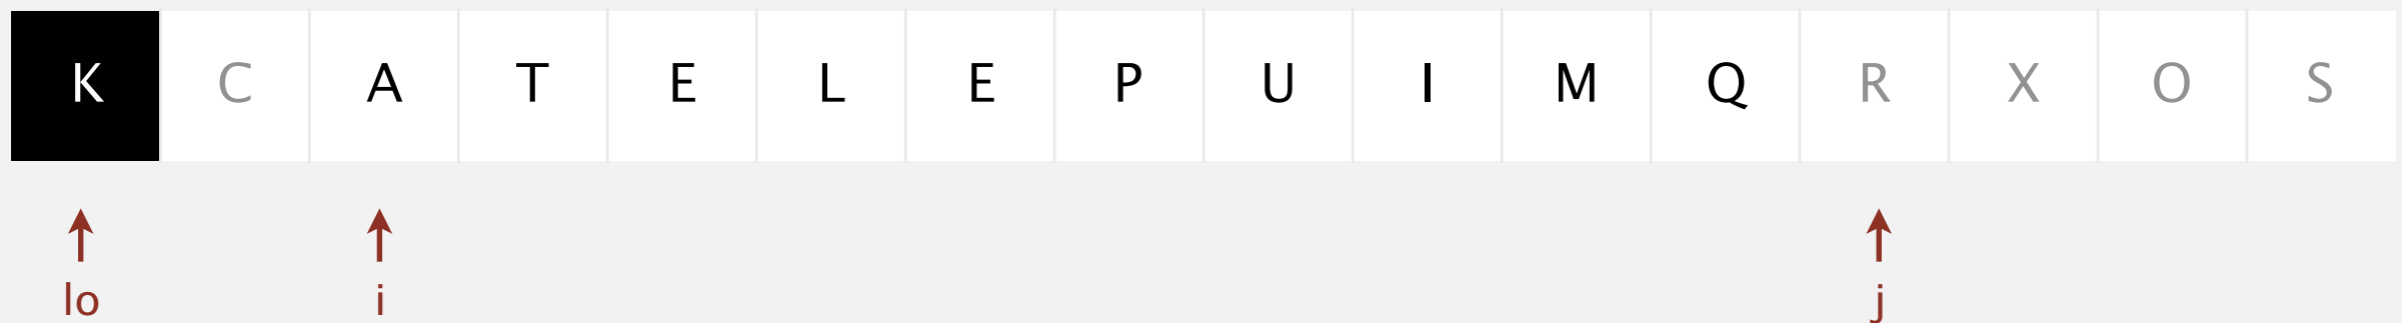 K C A T E L E P U I M Q R X O S
lo i j